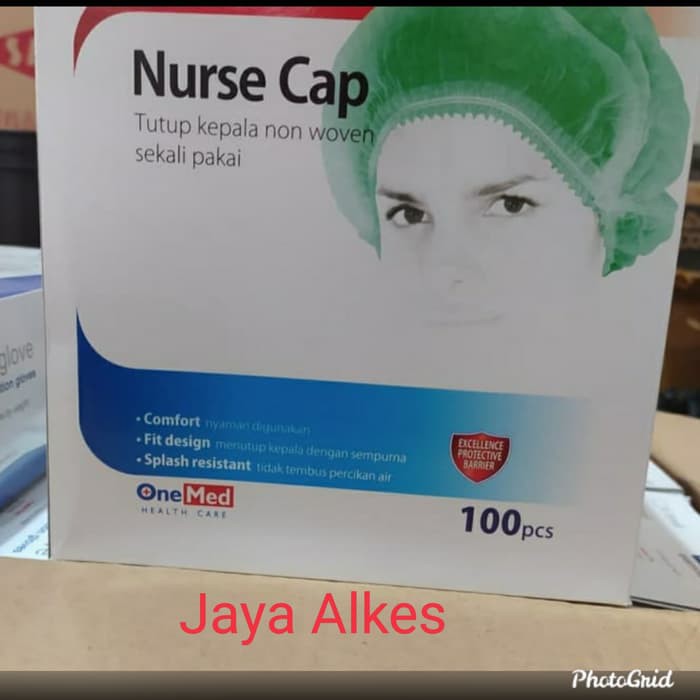 Nurse Cap
Tutup kepala non woven
sekali pakai
glove
• Comfort nyaman digunakan
• Fit design menutup kepala dengan sempurna
• Splash resistant tidak tembus percikan air
EXCELLENCE
PROTECTIVE
BARRIER
OneMed
HEALTH CARE
100pcs
Jaya Alkes
PhotoGrid